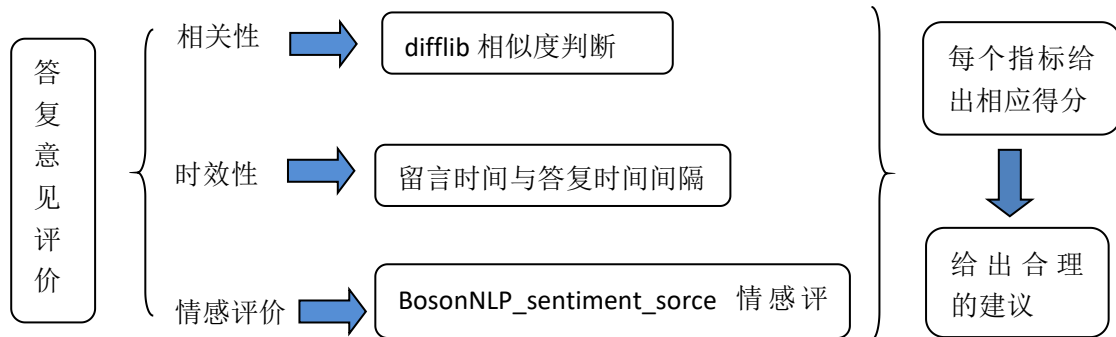 答
复
意
见
评
价
相关性
difflib 相似度判断
时效性
留言时间与答复时间间隔
情感评价
BosonNLP_sentiment_sorce 情感评
每个指标给
出相应得分
给出合理
的建议